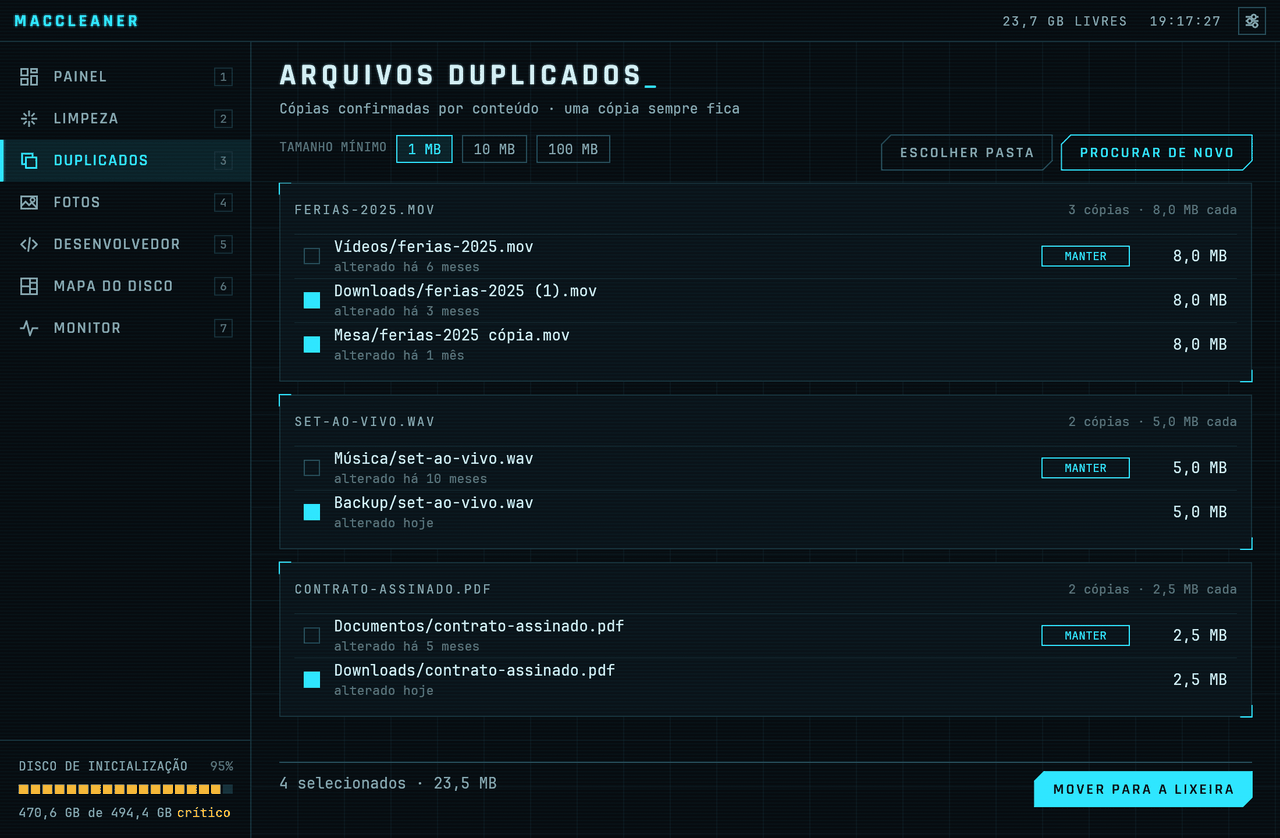 MACCLEANER
23,7 GB LIVRES 19:17:27
PAINEL 1
LIMPEZA 2
DUPLICADOS 3
FOTOS 4
DESENVOLVEDOR 5
MAPA DO DISCO 6
MONITOR 7
DISCO DE INICIALIZAÇÃO 95%
470,6 GB de 494,4 GB crítico
ARQUIVOS DUPLICADOS_
Cópias confirmadas por conteúdo · uma cópia sempre fica
TAMANHO MÍNIMO 1 MB 10 MB 100 MB ESCOLHER PASTA PROCURAR DE NOVO
FERIAS-2025.MOV 3 cópias · 8,0 MB cada
Vídeos/ferias-2025.mov MANTER 8,0 MB
alterado há 6 meses
Downloads/ferias-2025 (1).mov 8,0 MB
alterado há 3 meses
Mesa/ferias-2025 cópia.mov 8,0 MB
alterado há 1 mês
SET-AO-VIVO.WAV 2 cópias · 5,0 MB cada
Música/set-ao-vivo.wav MANTER 5,0 MB
alterado há 10 meses
Backup/set-ao-vivo.wav 5,0 MB
alterado hoje
CONTRATO-ASSINADO.PDF 2 cópias · 2,5 MB cada
Documentos/contrato-assinado.pdf MANTER 2,5 MB
alterado há 5 meses
Downloads/contrato-assinado.pdf 2,5 MB
alterado hoje
4 selecionados · 23,5 MB MOVER PARA A LIXEIRA